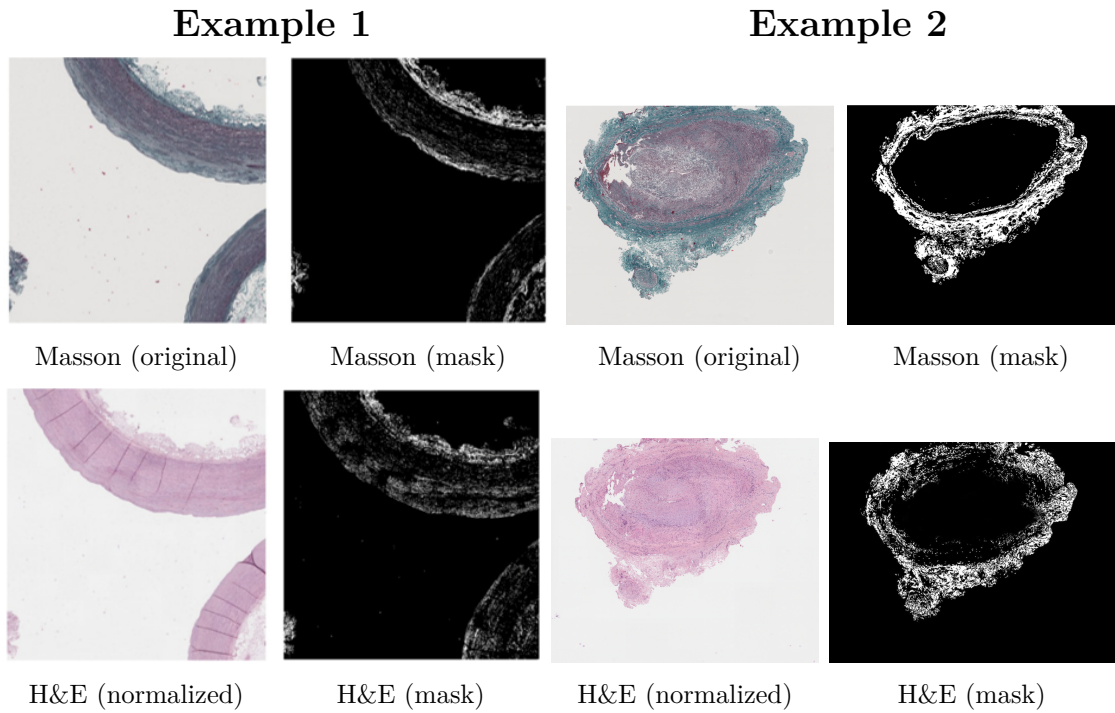 Example 1
Example 2
Masson (original)
Masson (mask)
Masson (original)
Masson (mask)
H&E (normalized)
H&E (mask)
H&E (normalized)
H&E (mask)